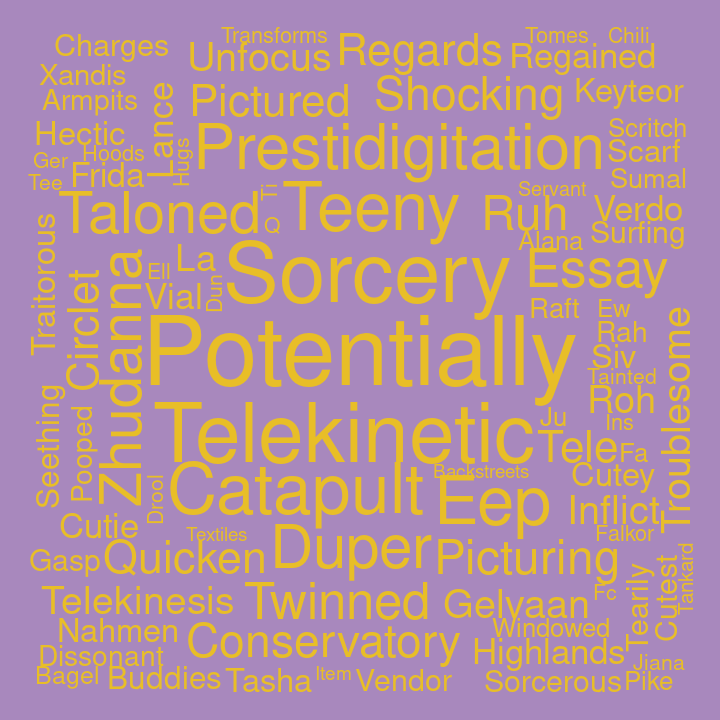 Transforms
Tomes
Chili
Charges
Unfocus
Regards
Regained
Xandis
Armpits
Lance
Pictured
Shocking
Keyteor
Hectic
Prestidigitation
Scritch
Ger
Hoods
Hugs
Scarf
Tee
Frida
Sumal
Taloned
Ti
Teeny
Servant
Ruh
Verdo
Q
Alana
Surfing
Traitorous
Circlet
Zhudanna
Ell
La
Sorcery
Essay
Vial
Dun
Raft
Ew
Rah
Potentially
Siv
Tainted
Troublesome
Roh
Telekinetic
Ju
Ins
Seething
Pooped
Tele
Fa
Drool
Catapult
Backstreets
Eep
Cutey
Inflict
Cutie
Textiles
Falkor
Gasp
Quicken
Duper
Picturing
Tearily
Cutest
Tankard
Telekinesis
Twinned
Gelvaan
Fc
Nahmen
Conservatory
Windowed
Dissonant
Highlands
Jiana
Bagel
Buddies
Tasha
Item
Vendor
Sorcerous
Pike